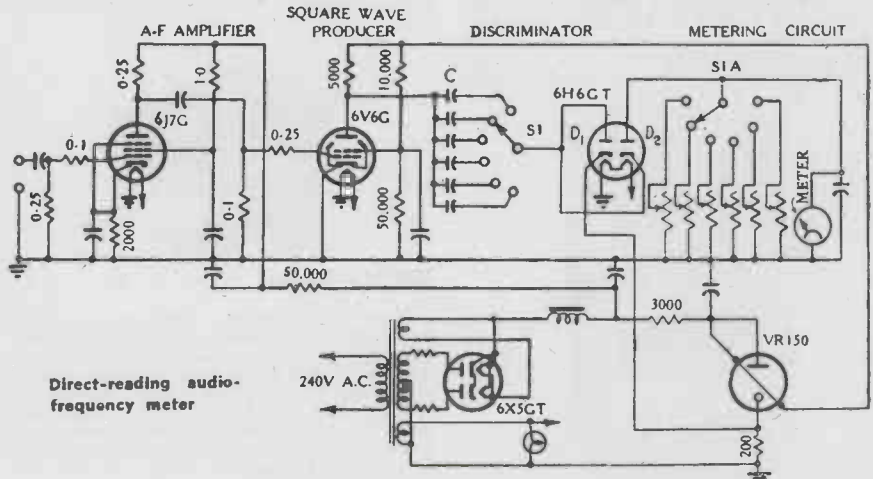 A-F AMPLIFIER
SQUARE WAVE
PRODUCER
DISCRIMINATOR
METERING CIRCUIT
0·25
1·0
5000
10,000
C
S1A
6J7G
6V6G
6H6GT
0·1
0·25
S1
D1
D2
METER
0·25
2000
0·1
50,000
50,000
3000
VR150
240V A.C.
6X5GT
200
Direct-reading audio-
frequency meter